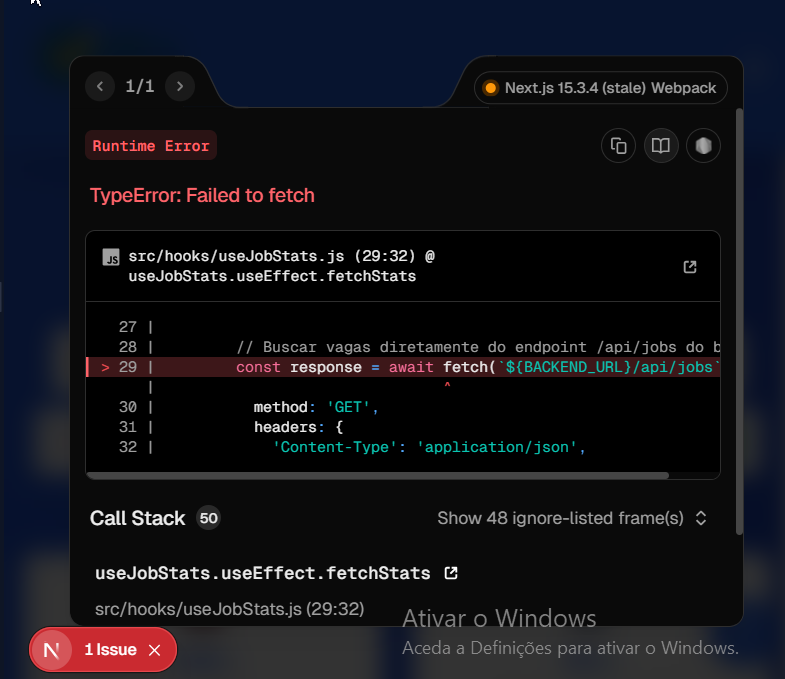 1/1
Next.js 15.3.4 (stale) Webpack
Runtime Error
TypeError: Failed to fetch
JS src/hooks/useJobStats.js (29:32) @
useJobStats.useEffect.fetchStats
27 |
28 | // Buscar vagas diretamente do endpoint /api/jobs do b
> 29 | const response = await fetch(`${BACKEND_URL}/api/jobs`
| ^
30 | method: 'GET',
31 | headers: {
32 | 'Content-Type': 'application/json',
Call Stack 50
Show 48 ignore-listed frame(s)
useJobStats.useEffect.fetchStats
src/hooks/useJobStats.js (29:32)
Ativar o Windows
Aceda a Definições para ativar o Windows.
N 1 Issue